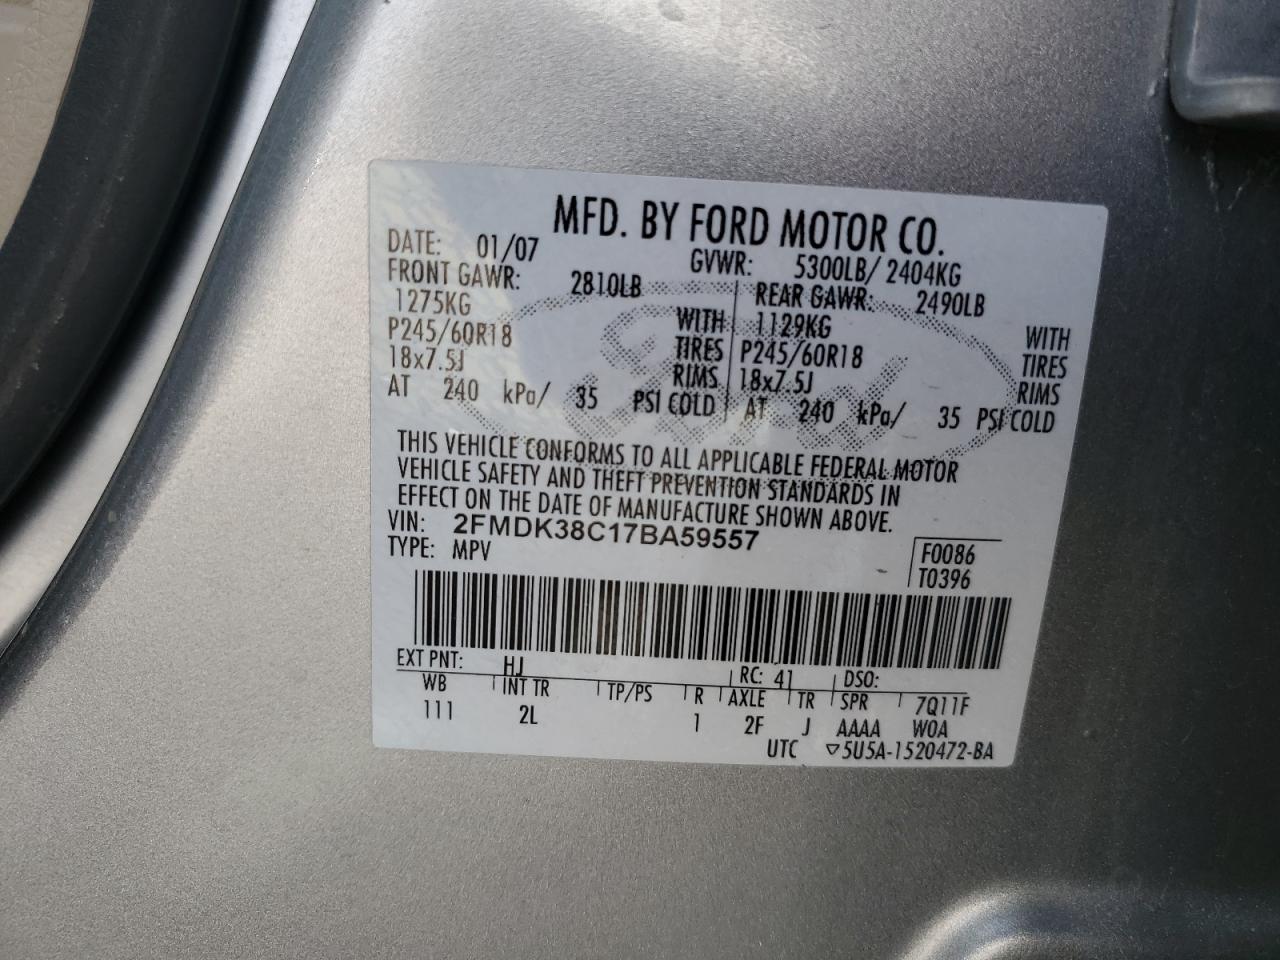 MFD. BY FORD MOTOR CO.
DATE: 01/07 GVWR: 5300LB/ 2404KG
FRONT GAWR: 2810LB REAR GAWR: 2490LB
1275KG WITH 1129KG WITH
P245/60R18 TIRES P245/60R18 TIRES
18x7.5J RIMS 18x7.5J RIMS
AT 240 kPa/ 35 PSI COLD AT 240 kPa/ 35 PSI COLD
THIS VEHICLE CONFORMS TO ALL APPLICABLE FEDERAL MOTOR
VEHICLE SAFETY AND THEFT PREVENTION STANDARDS IN
EFFECT ON THE DATE OF MANUFACTURE SHOWN ABOVE.
VIN: 2FMDK38C17BA59557
TYPE: MPV
F0086
T0396
EXT PNT: HJ RC: 41 DSO:
WB INT TR TP/PS R AXLE TR SPR 7Q11F
111 2L 1 2F J AAAA W0A
UTC ▽5U5A-1520472-BA